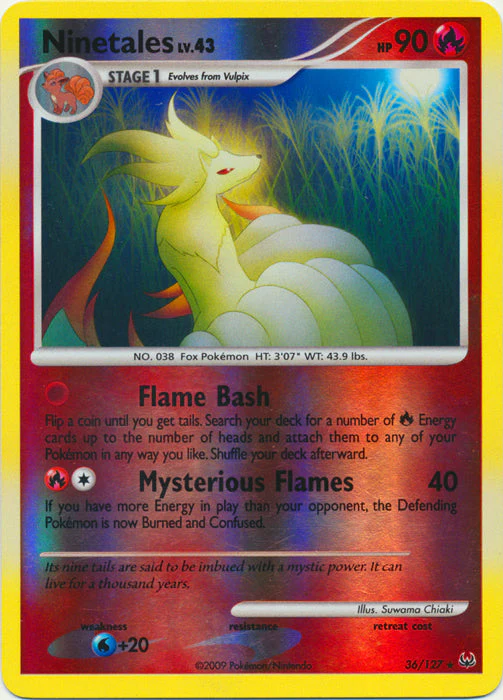 Ninetales LV.43
HP 90
STAGE 1 Evolves from Vulpix
NO. 038 Fox Pokémon HT: 3'07" WT: 43.9 lbs.
Flame Bash
Flip a coin until you get tails. Search your deck for a number of Energy
cards up to the number of heads and attach them to any of your
Pokémon in any way you like. Shuffle your deck afterward.
Mysterious Flames 40
If you have more Energy in play than your opponent, the Defending
Pokémon is now Burned and Confused.
Its nine tails are said to be imbued with a mystic power. It can
live for a thousand years.
Illus. Suwama Chiaki
weakness resistance retreat cost
+20
©2009 Pokémon/Nintendo 36/127 ★